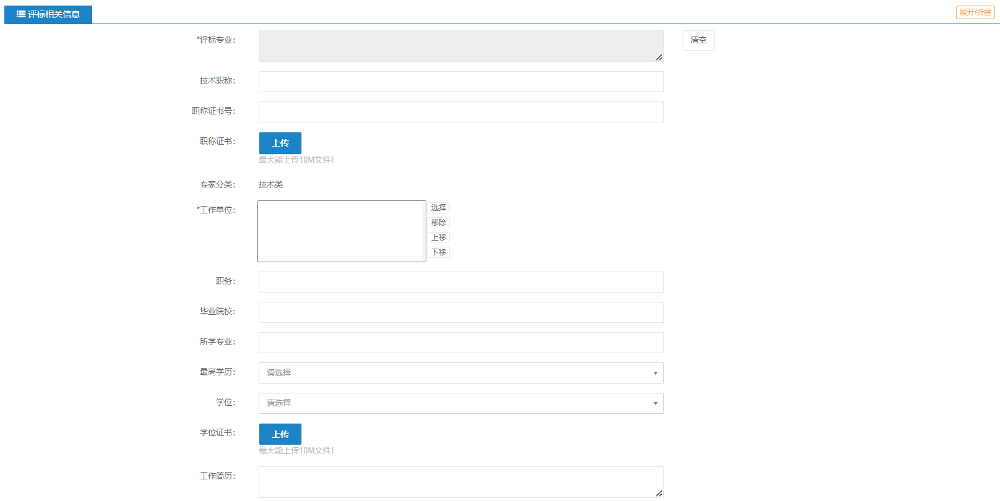 评标相关信息
展开/折叠
*评标专业:
清空
技术职称:
职称证书号:
职称证书:
上传
最大能上传10M文件!
专家分类:
技术类
*工作单位:
选择
移除
上移
下移
职务:
毕业院校:
所学专业:
最高学历:
请选择
学位:
请选择
学位证书:
上传
最大能上传10M文件!
工作简历: